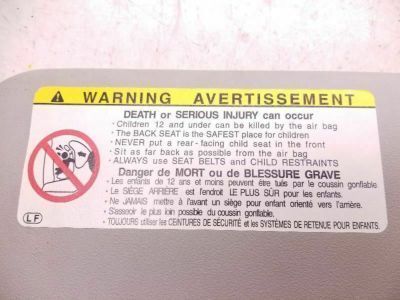 WARNING AVERTISSEMENT
DEATH or SERIOUS INJURY can occur
• Children 12 and under can be killed by the air bag
• The BACK SEAT is the SAFEST place for children
• NEVER put a rear-facing child seat in the front
• Sit as far back as possible from the air bag
• ALWAYS use SEAT BELTS and CHILD RESTRAINTS
Danger de MORT ou de BLESSURE GRAVE
• Les enfants de 12 ans et moins peuvent être tués par le coussin gonflable
• Le SIÈGE ARRIÈRE est l'endroit LE PLUS SÛR pour les enfants.
• Ne JAMAIS mettre à l'avant un siège pour enfant orienté vers l'arrière.
• S'asseoir le plus loin possible du coussin gonflable.
• TOUJOURS utiliser les CEINTURES DE SÉCURITÉ et les SYSTÈMES DE RETENUE POUR ENFANTS.
LF